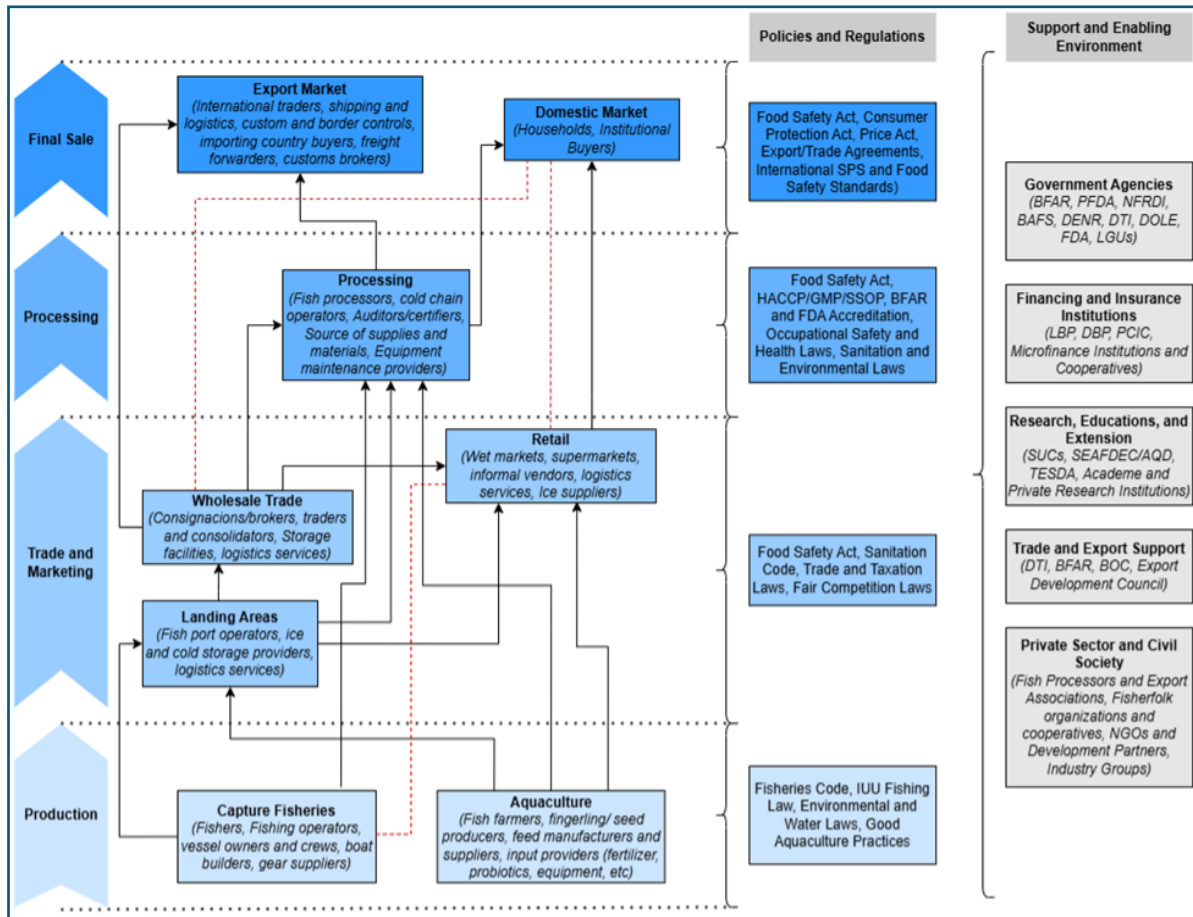 Policies and Regulations
Support and Enabling
Environment
Final Sale
Export Market
(International traders, shipping and
logistics, custom and border controls,
importing country buyers, freight
forwarders, customs brokers)
Domestic Market
(Households, Institutional
Buyers)
Food Safety Act, Consumer
Protection Act, Price Act,
Export/Trade Agreements,
International SPS and Food
Safety Standards)
Processing
Processing
(Fish processors, cold chain
operators, Auditors/certifiers,
Source of supplies and
materials, Equipment
maintenance providers)
Food Safety Act,
HACCP/GMP/SSOP, BFAR
and FDA Accreditation,
Occupational Safety and
Health Laws, Sanitation and
Environmental Laws
Trade and
Marketing
Retail
(Wet markets, supermarkets,
informal vendors, logistics
services, Ice suppliers)
Wholesale Trade
(Consignacions/brokers, traders
and consolidators, Storage
facilities, logistics services)
Landing Areas
(Fish port operators, ice
and cold storage providers,
logistics services)
Food Safety Act, Sanitation
Code, Trade and Taxation
Laws, Fair Competition Laws
Production
Capture Fisheries
(Fishers, Fishing operators,
vessel owners and crews, boat
builders, gear suppliers)
Aquaculture
(Fish farmers, fingerling/ seed
producers, feed manufacturers and
suppliers, input providers (fertilizer,
probiotics, equipment, etc)
Fisheries Code, IUU Fishing
Law, Environmental and
Water Laws, Good
Aquaculture Practices
Government Agencies
(BFAR, PFDA, NFRDI,
BAFS, DENR, DTI, DOLE,
FDA, LGUs)
Financing and Insurance
Institutions
(LBP, DBP, PCIC,
Microfinance Institutions and
Cooperatives)
Research, Educations, and
Extension
(SUCs, SEAFDEC/AQD,
TESDA, Academe and
Private Research Institutions)
Trade and Export Support
(DTI, BFAR, BOC, Export
Development Council)
Private Sector and Civil
Society
(Fish Processors and Export
Associations, Fisherfolk
organizations and
cooperatives, NGOs and
Development Partners,
Industry Groups)